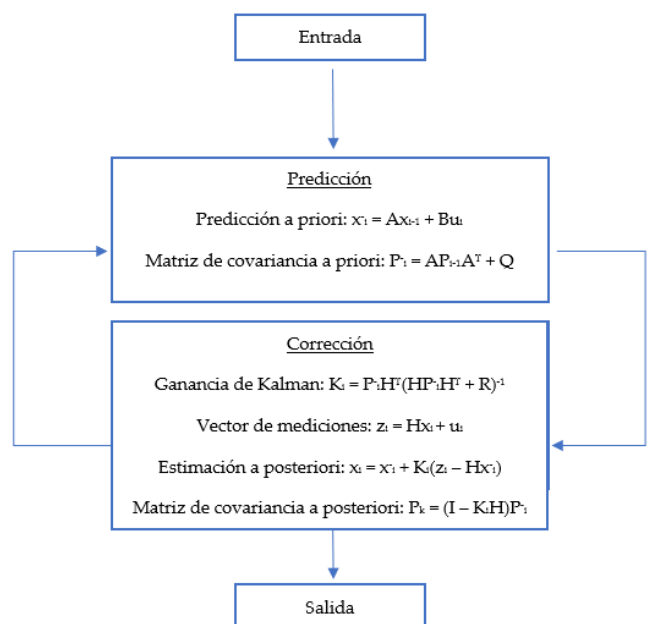 Entrada
Predicción
Predicción a priori: x⁻ₜ = Axₜ₋₁ + Buₜ
Matriz de covariancia a priori: P⁻ₜ = APₜ₋₁Aᵀ + Q
Corrección
Ganancia de Kalman: Kₜ = P⁻ₜHᵀ(HP⁻ₜHᵀ + R)⁻¹
Vector de mediciones: zₜ = Hxₜ + uₜ
Estimación a posteriori: xₜ = x⁻ₜ + Kₜ(zₜ – Hx⁻ₜ)
Matriz de covariancia a posteriori: Pₖ = (I – KₜH)P⁻ₜ
Salida